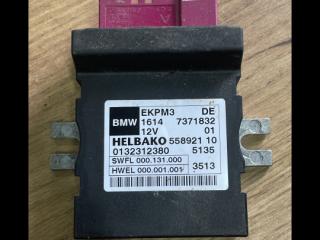 EKPM3 DE
BMW 1614 7371832
12V 01
HELBAKO 558921 10
0132312380 5135
SWFL 000.131.000
HWEL 000.001.001 3513
A